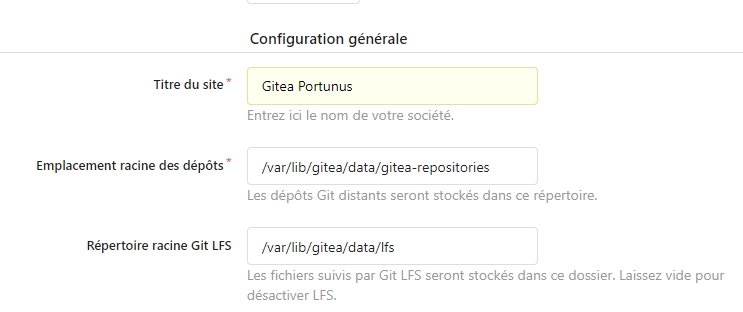 Configuration générale
Titre du site*
Gitea Portunus
Entrez ici le nom de votre société.
Emplacement racine des dépôts*
/var/lib/gitea/data/gitea-repositories
Les dépôts Git distants seront stockés dans ce répertoire.
Répertoire racine Git LFS
/var/lib/gitea/data/lfs
Les fichiers suivis par Git LFS seront stockés dans ce dossier. Laissez vide pour
désactiver LFS.